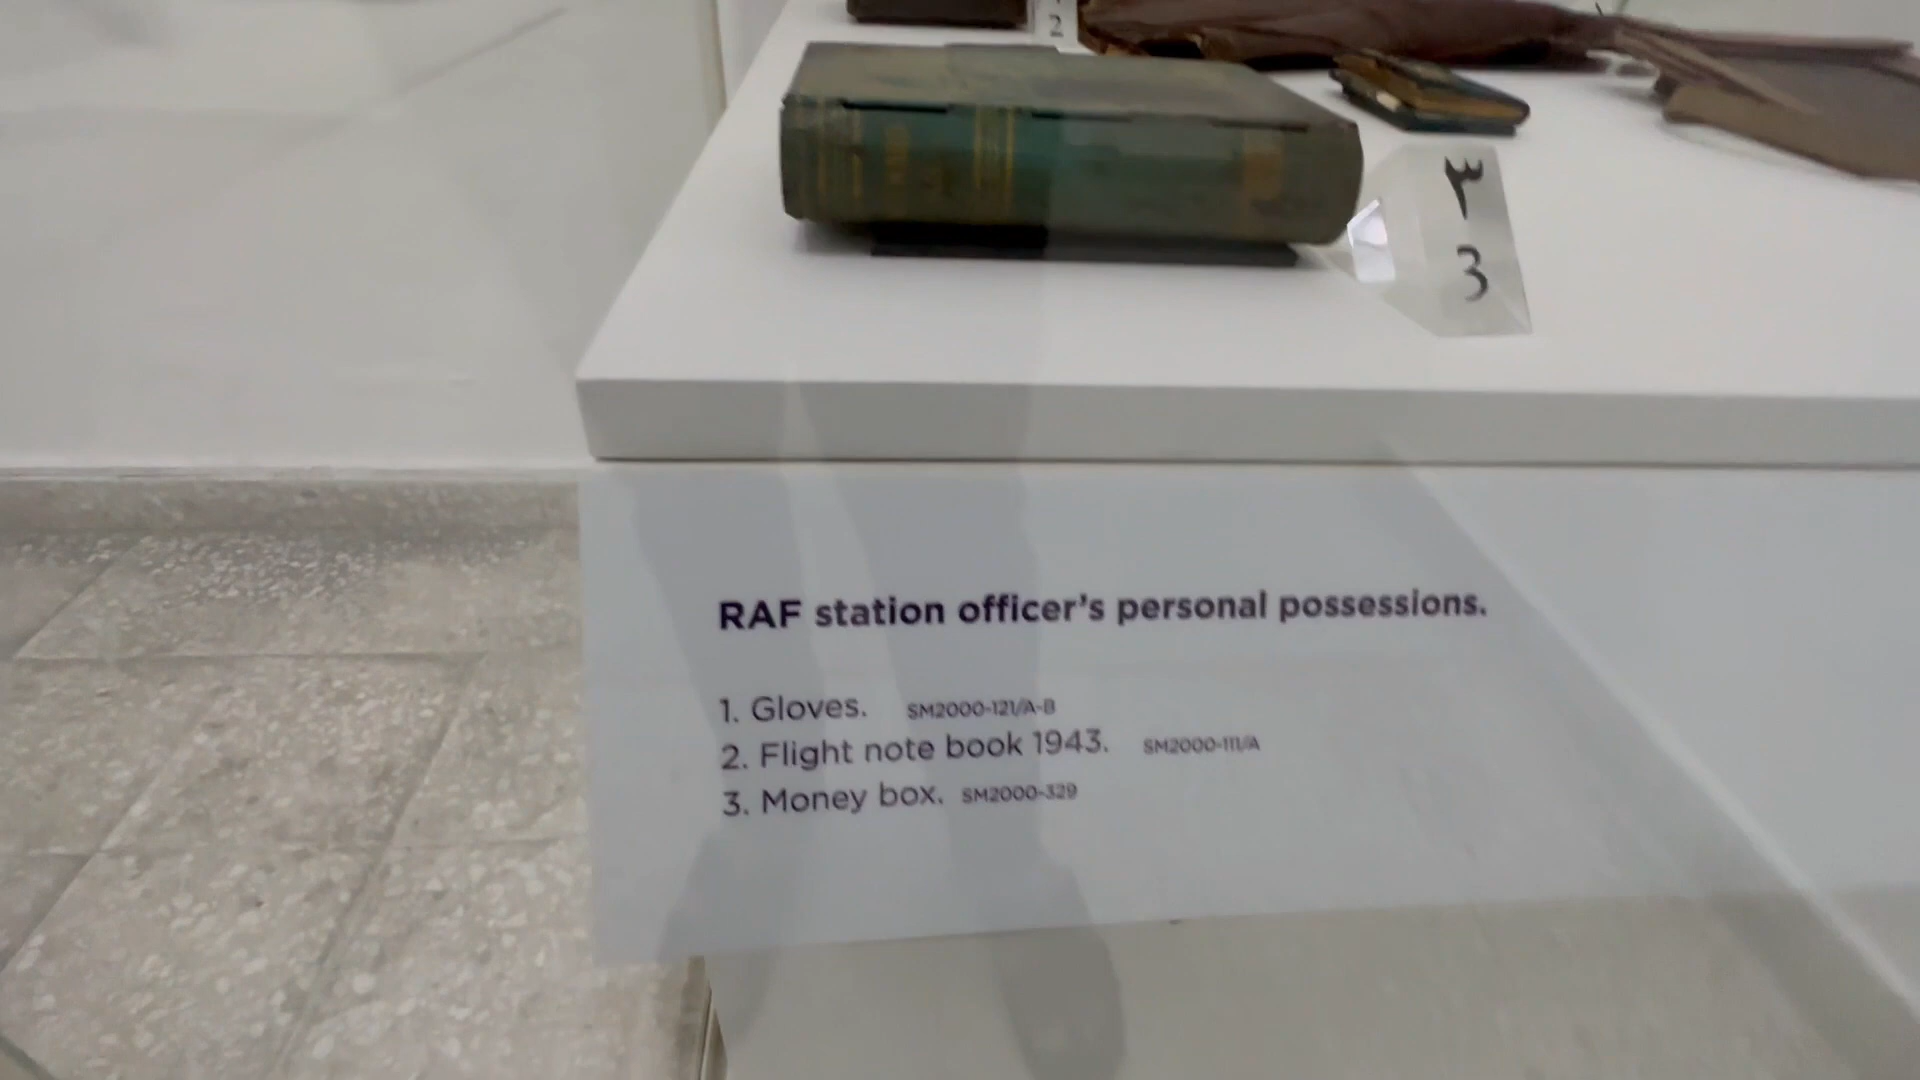 2
٣
3
RAF station officer's personal possessions.
1. Gloves. SM2000-121/A-B
2. Flight note book 1943. SM2000-111/A
3. Money box. SM2000-329